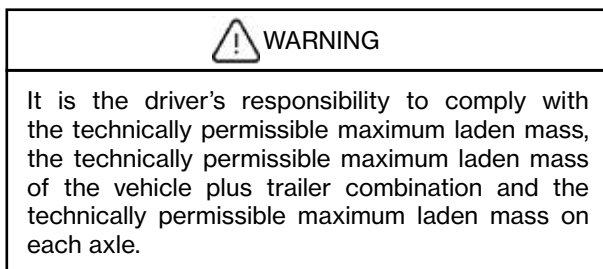 WARNING
It is the driver’s responsibility to comply with
the technically permissible maximum laden mass,
the technically permissible maximum laden mass
of the vehicle plus trailer combination and the
technically permissible maximum laden mass on
each axle.